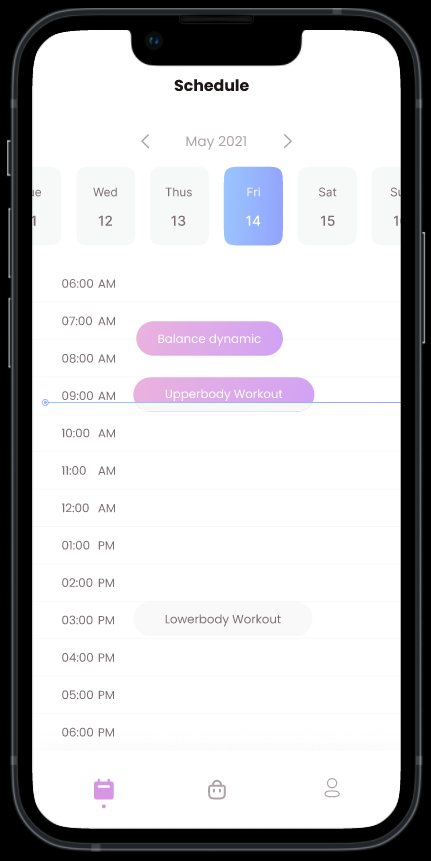 Schedule
May 2021
ue Wed Thus Fri Sat Su
1 12 13 14 15 1
06:00 AM
07:00 AM
Balance dynamic
08:00 AM
09:00 AM Upperbody Workout
10:00 AM
11:00 AM
12:00 AM
01:00 PM
02:00 PM
03:00 PM Lowerbody Workout
04:00 PM
05:00 PM
06:00 PM